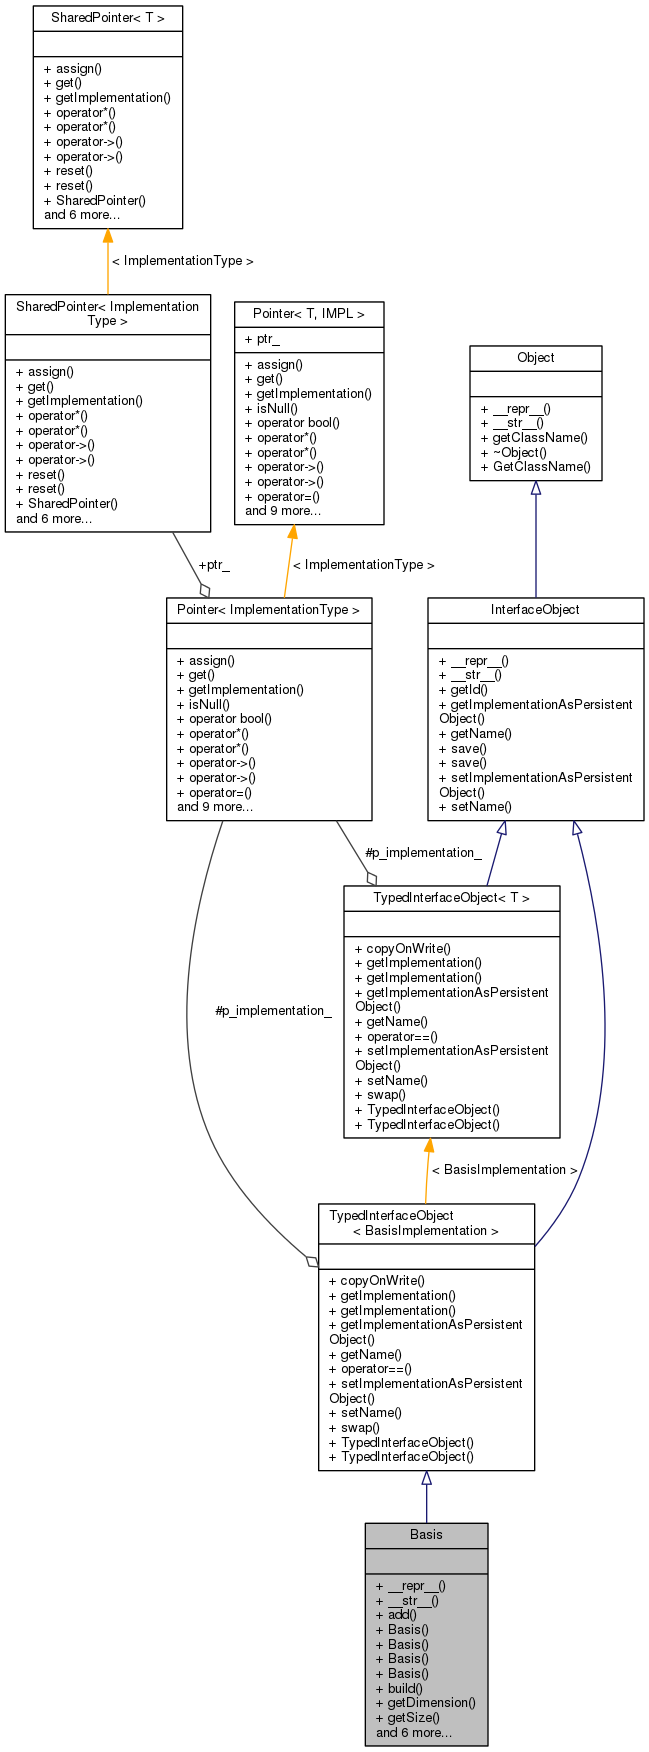 SharedPointer< T >
+ assign()
+ get()
+ getImplementation()
+ operator*()
+ operator*()
+ operator->()
+ operator->()
+ reset()
+ reset()
+ SharedPointer()
and 6 more...
< ImplementationType >
SharedPointer< Implementation
Type >
+ assign()
+ get()
+ getImplementation()
+ operator*()
+ operator*()
+ operator->()
+ operator->()
+ reset()
+ reset()
+ SharedPointer()
and 6 more...
Pointer< T, IMPL >
+ ptr_
+ assign()
+ get()
+ getImplementation()
+ isNull()
+ operator bool()
+ operator*()
+ operator*()
+ operator->()
+ operator->()
+ operator=()
and 9 more...
Object
+ __repr__()
+ __str__()
+ getClassName()
+ ~Object()
+ GetClassName()
+ptr_
< ImplementationType >
Pointer< ImplementationType >
+ assign()
+ get()
+ getImplementation()
+ isNull()
+ operator bool()
+ operator*()
+ operator*()
+ operator->()
+ operator->()
+ operator=()
and 9 more...
InterfaceObject
+ __repr__()
+ __str__()
+ getId()
+ getImplementationAsPersistent
Object()
+ getName()
+ save()
+ save()
+ setImplementationAsPersistent
Object()
+ setName()
#p_implementation_
TypedInterfaceObject< T >
+ copyOnWrite()
+ getImplementation()
+ getImplementation()
+ getImplementationAsPersistent
Object()
+ getName()
+ operator==()
+ setImplementationAsPersistent
Object()
+ setName()
+ swap()
+ TypedInterfaceObject()
+ TypedInterfaceObject()
#p_implementation_
< BasisImplementation >
TypedInterfaceObject
< BasisImplementation >
+ copyOnWrite()
+ getImplementation()
+ getImplementation()
+ getImplementationAsPersistent
Object()
+ getName()
+ operator==()
+ setImplementationAsPersistent
Object()
+ setName()
+ swap()
+ TypedInterfaceObject()
+ TypedInterfaceObject()
Basis
+ __repr__()
+ __str__()
+ add()
+ Basis()
+ Basis()
+ Basis()
+ Basis()
+ build()
+ getDimension()
+ getSize()
and 6 more...